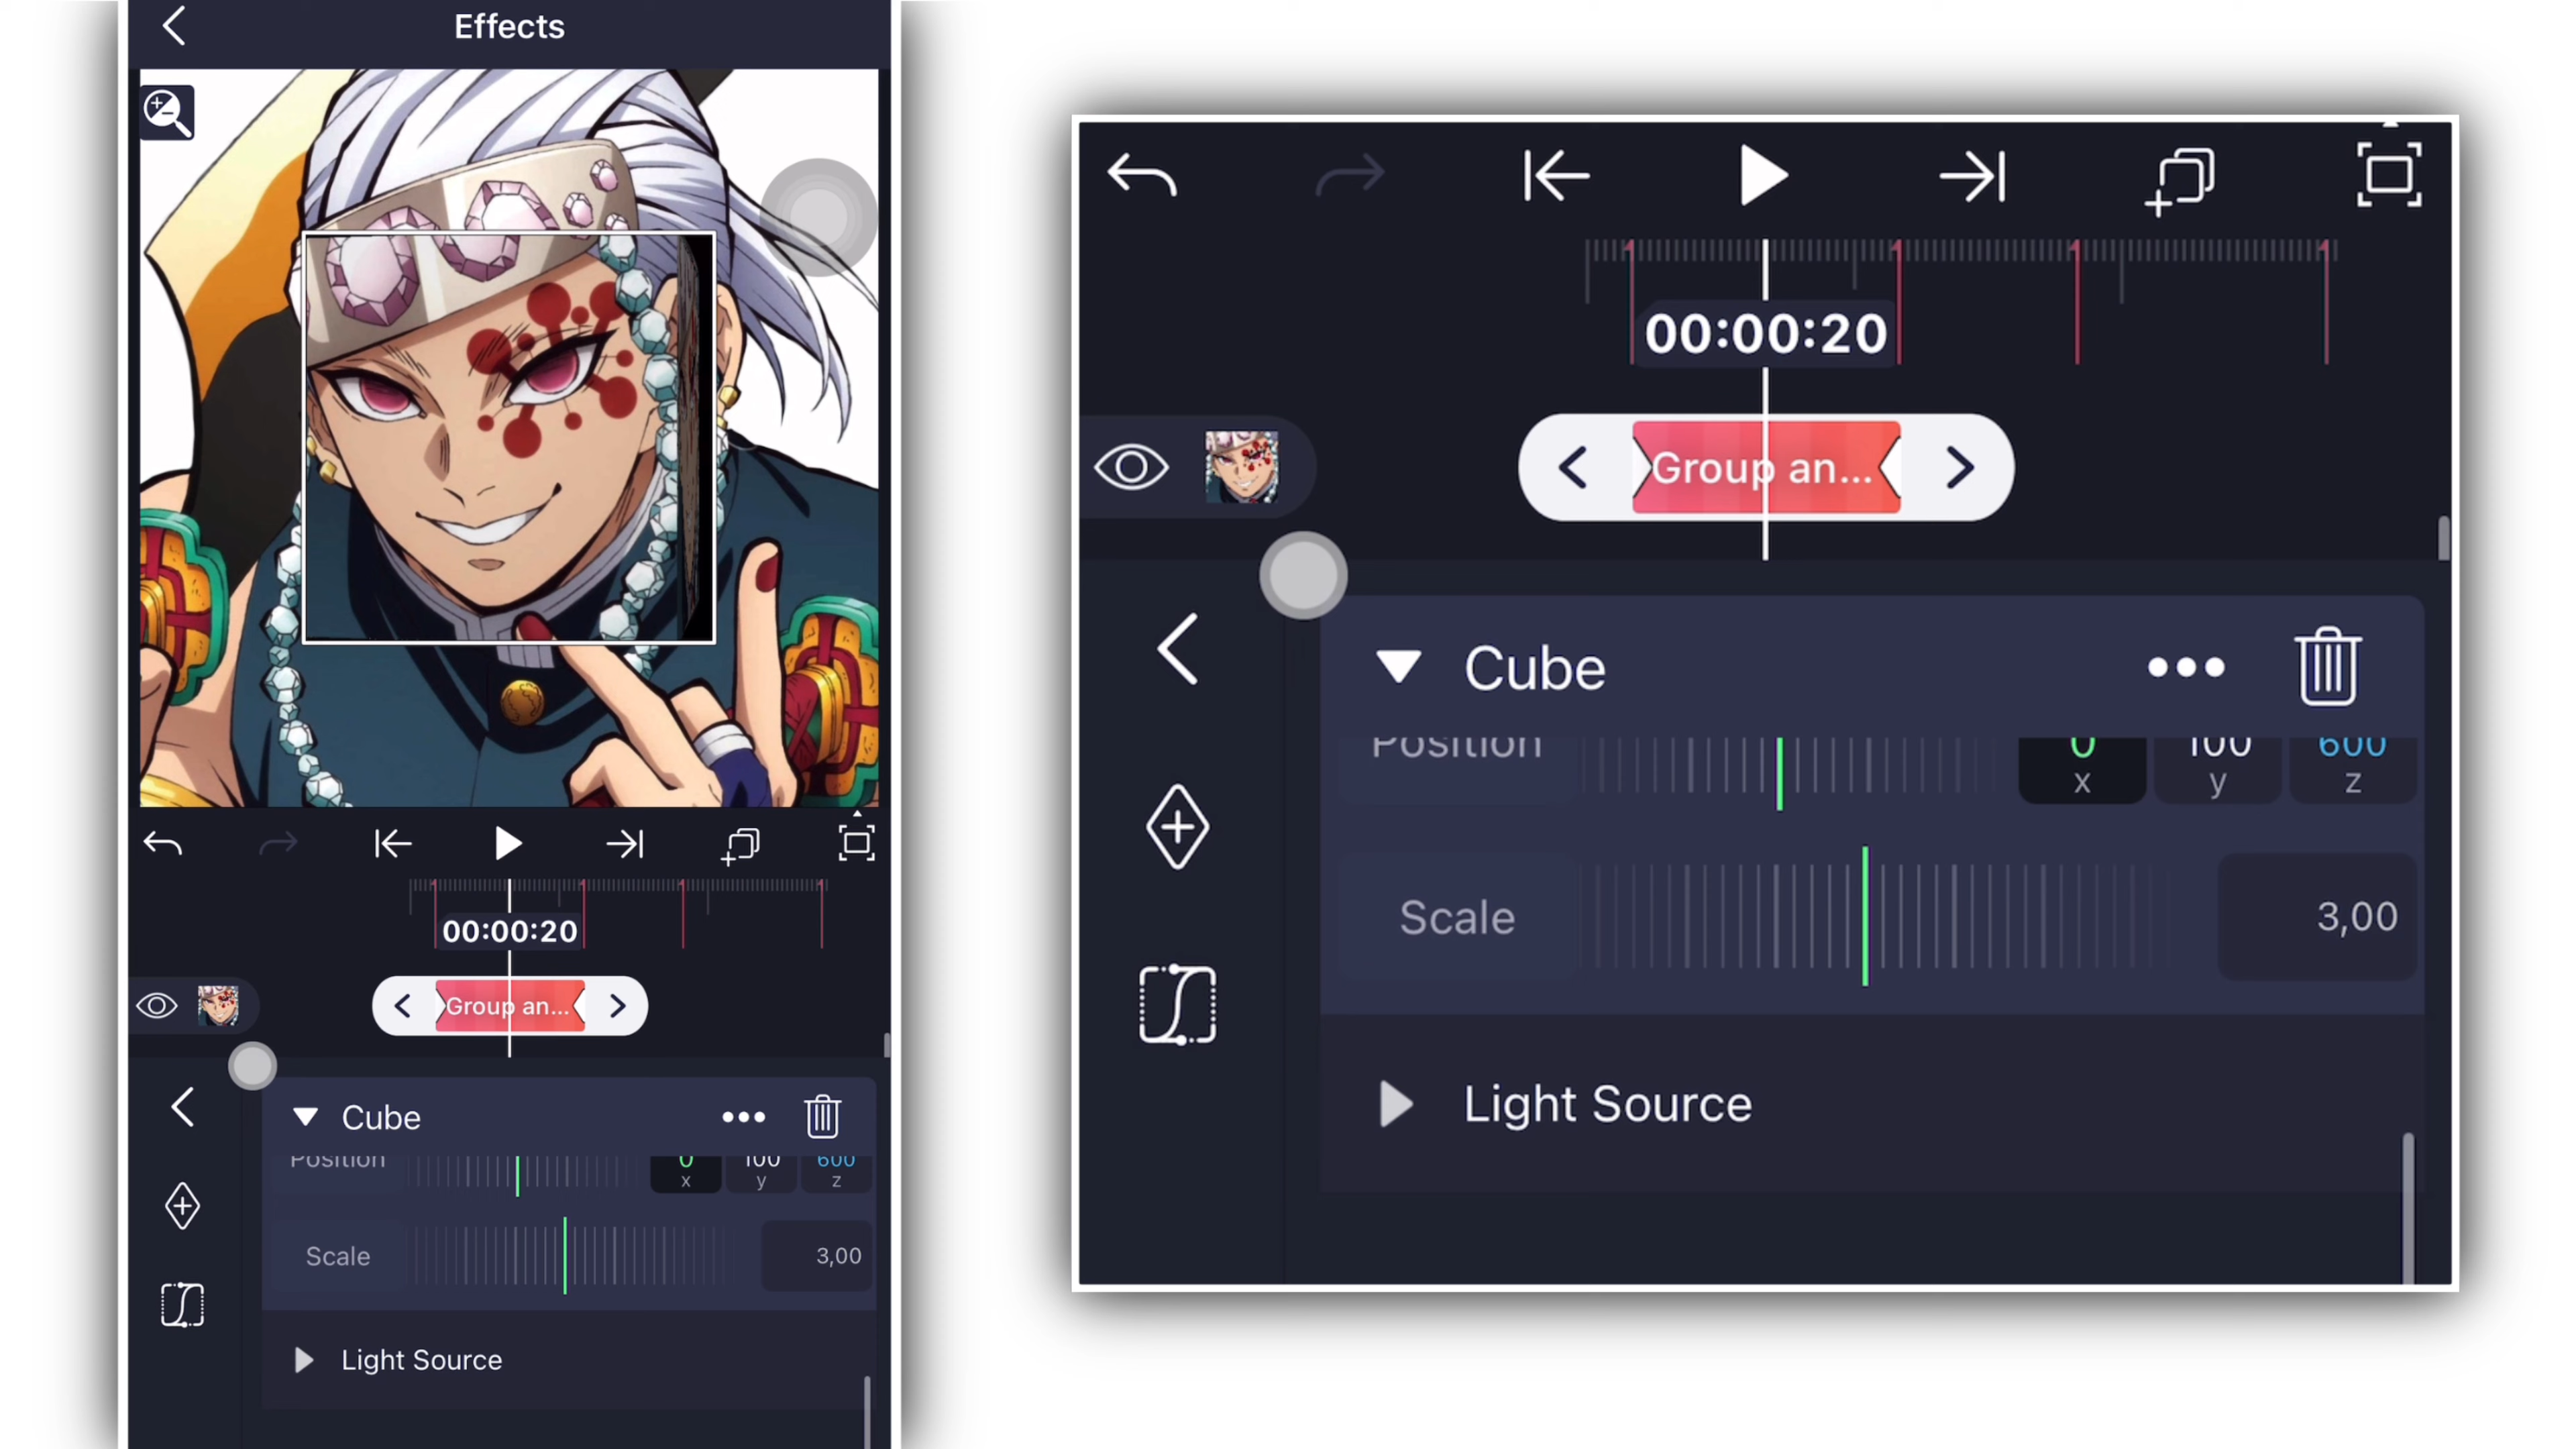 Effects
00:00:20
Group an...
Cube
Position
0 x
100 y
600 z
Scale
3,00
Light Source
00:00:20
Group an...
Cube
Position
0 x
100 y
600 z
Scale
3,00
Light Source